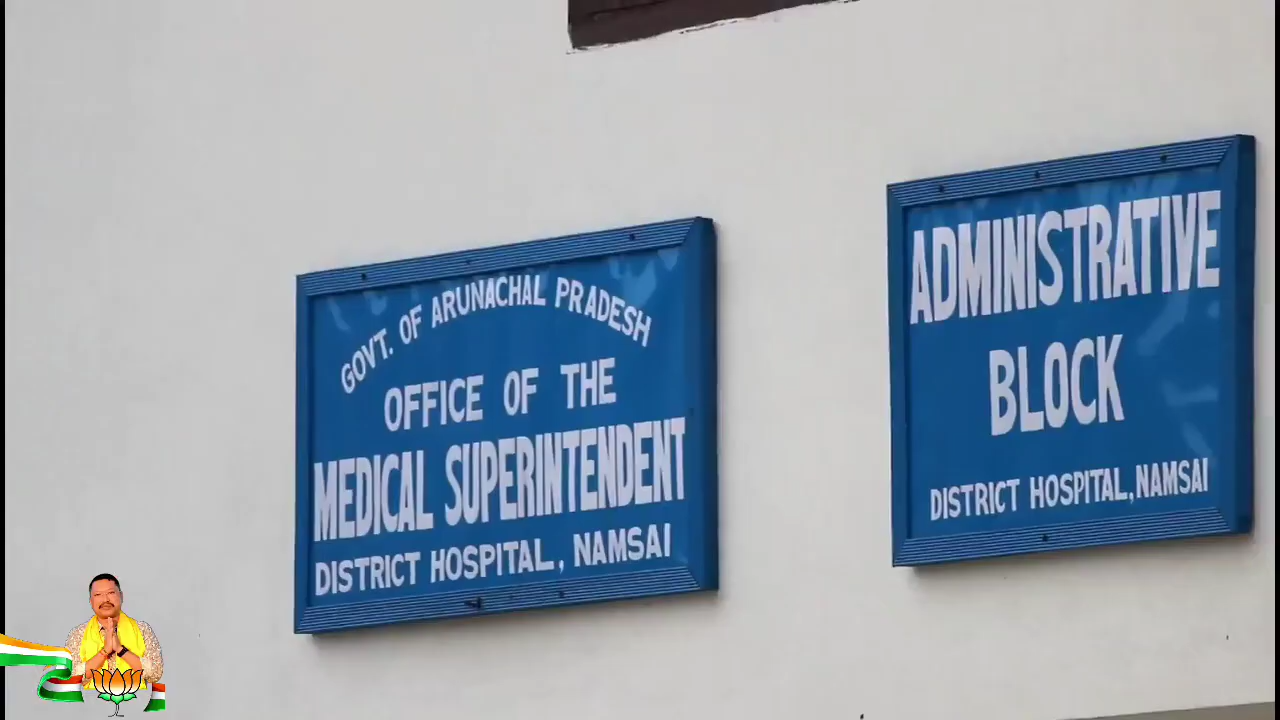 GOVT. OF ARUNACHAL PRADESH
OFFICE OF THE
MEDICAL SUPERINTENDENT
DISTRICT HOSPITAL, NAMSAI
ADMINISTRATIVE
BLOCK
DISTRICT HOSPITAL, NAMSAI